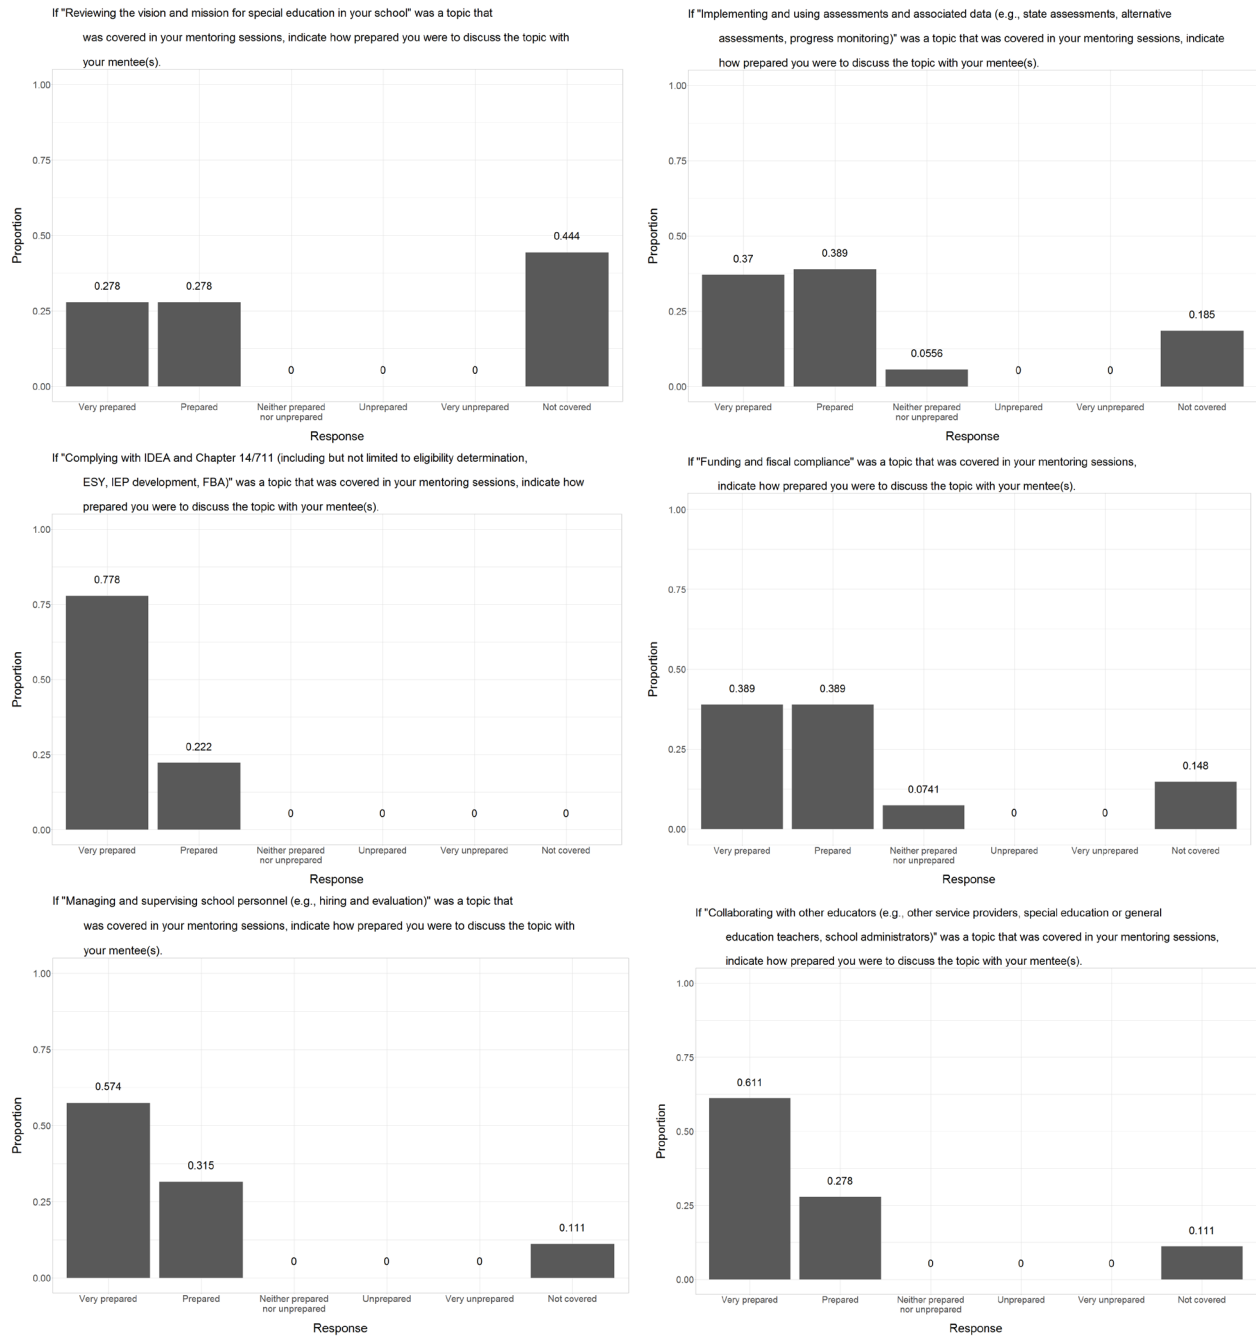 If "Reviewing the vision and mission for special education in your school" was a topic that
was covered in your mentoring sessions, indicate how prepared you were to discuss the topic with
your mentee(s).
1.00
0.75
0.50
0.25
0.00
Proportion
0.278
0.278
0
0
0
0.444
Very prepared
Prepared
Neither prepared
nor unprepared
Unprepared
Very unprepared
Not covered
Response
If "Implementing and using assessments and associated data (e.g., state assessments, alternative
assessments, progress monitoring)" was a topic that was covered in your mentoring sessions, indicate
how prepared you were to discuss the topic with your mentee(s).
1.00
0.75
0.50
0.25
0.00
Proportion
0.37
0.389
0.0556
0
0
0.185
Very prepared
Prepared
Neither prepared
nor unprepared
Unprepared
Very unprepared
Not covered
Response
If "Complying with IDEA and Chapter 14/711 (including but not limited to eligibility determination,
ESY, IEP development, FBA)" was a topic that was covered in your mentoring sessions, indicate how
prepared you were to discuss the topic with your mentee(s).
1.00
0.75
0.50
0.25
0.00
Proportion
0.778
0.222
0
0
0
0
Very prepared
Prepared
Neither prepared
nor unprepared
Unprepared
Very unprepared
Not covered
Response
If "Funding and fiscal compliance" was a topic that was covered in your mentoring sessions,
indicate how prepared you were to discuss the topic with your mentee(s).
1.00
0.75
0.50
0.25
0.00
Proportion
0.389
0.389
0.0741
0
0
0.148
Very prepared
Prepared
Neither prepared
nor unprepared
Unprepared
Very unprepared
Not covered
Response
If "Managing and supervising school personnel (e.g., hiring and evaluation)" was a topic that
was covered in your mentoring sessions, indicate how prepared you were to discuss the topic with
your mentee(s).
1.00
0.75
0.50
0.25
0.00
Proportion
0.574
0.315
0
0
0
0.111
Very prepared
Prepared
Neither prepared
nor unprepared
Unprepared
Very unprepared
Not covered
Response
If "Collaborating with other educators (e.g., other service providers, special education or general
education teachers, school administrators)" was a topic that was covered in your mentoring sessions,
indicate how prepared you were to discuss the topic with your mentee(s).
1.00
0.75
0.50
0.25
0.00
Proportion
0.611
0.278
0
0
0
0.111
Very prepared
Prepared
Neither prepared
nor unprepared
Unprepared
Very unprepared
Not covered
Response